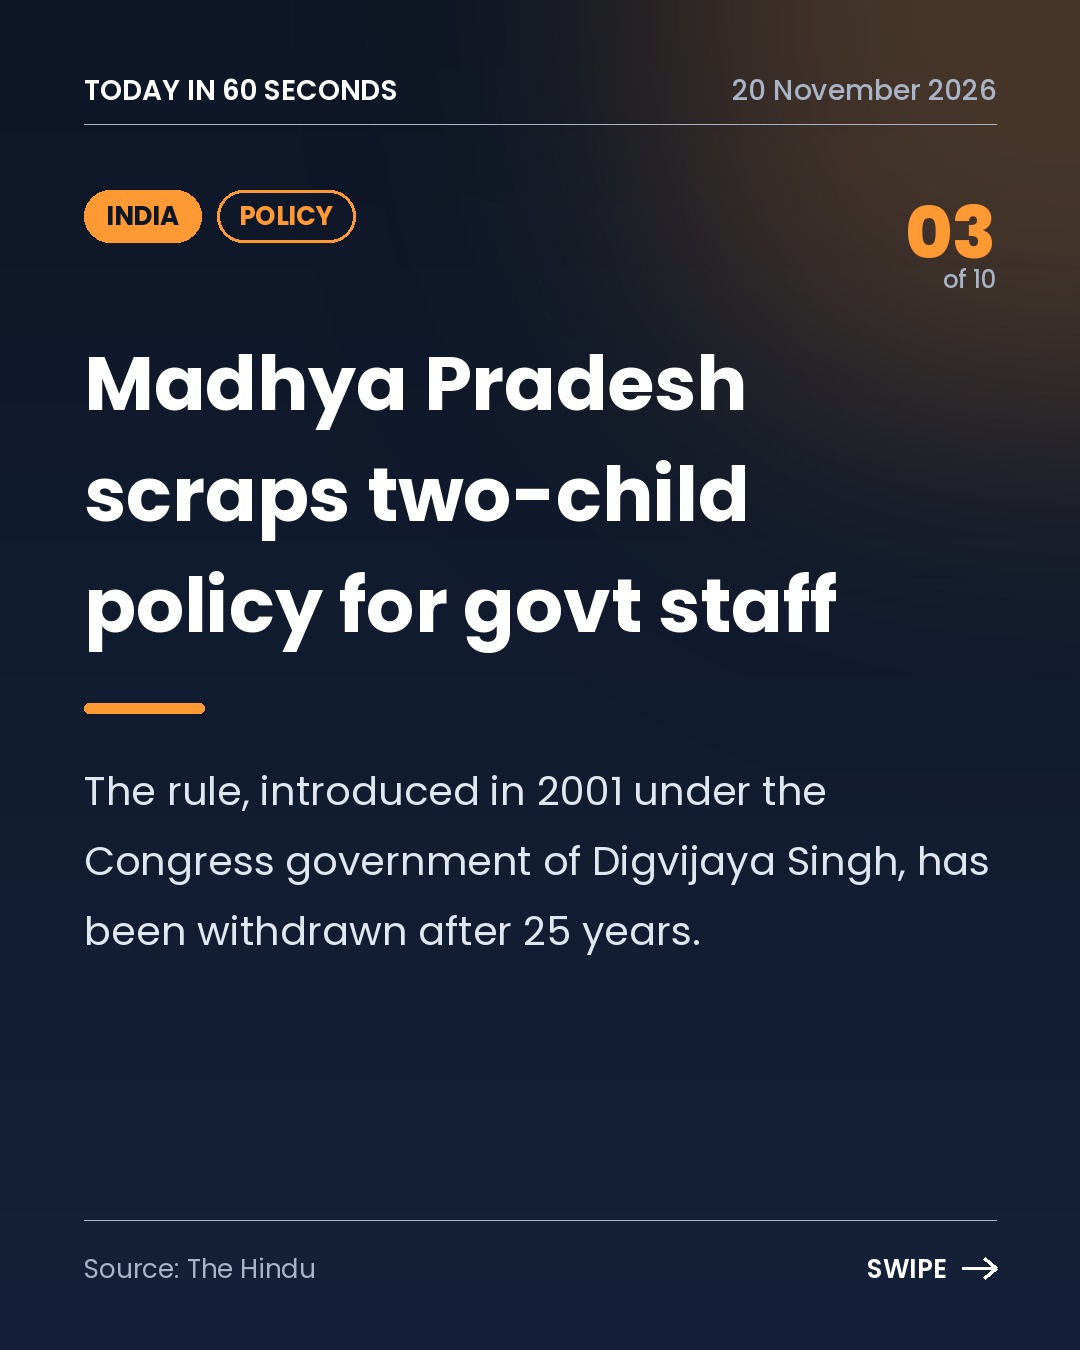 TODAY IN 60 SECONDS
20 November 2026
INDIA
POLICY
03
of 10
Madhya Pradesh
scraps two-child
policy for govt staff
The rule, introduced in 2001 under the
Congress government of Digvijaya Singh, has
been withdrawn after 25 years.
Source: The Hindu
SWIPE →